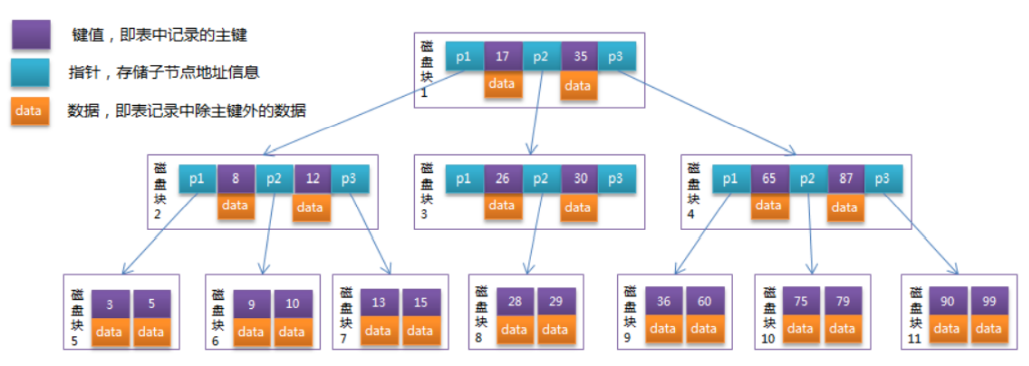 键值，即表中记录的主键
指针，存储子节点地址信息
data 数据，即表记录中除主键外的数据
磁盘块1
p1 17 p2 35 p3
data data
磁盘块2
p1 8 p2 12 p3
data data
磁盘块3
p1 26 p2 30 p3
data data
磁盘块4
p1 65 p2 87 p3
data data
磁盘块5
3 5
data data
磁盘块6
9 10
data data
磁盘块7
13 15
data data
磁盘块8
28 29
data data
磁盘块9
36 60
data data
磁盘块10
75 79
data data
磁盘块11
90 99
data data